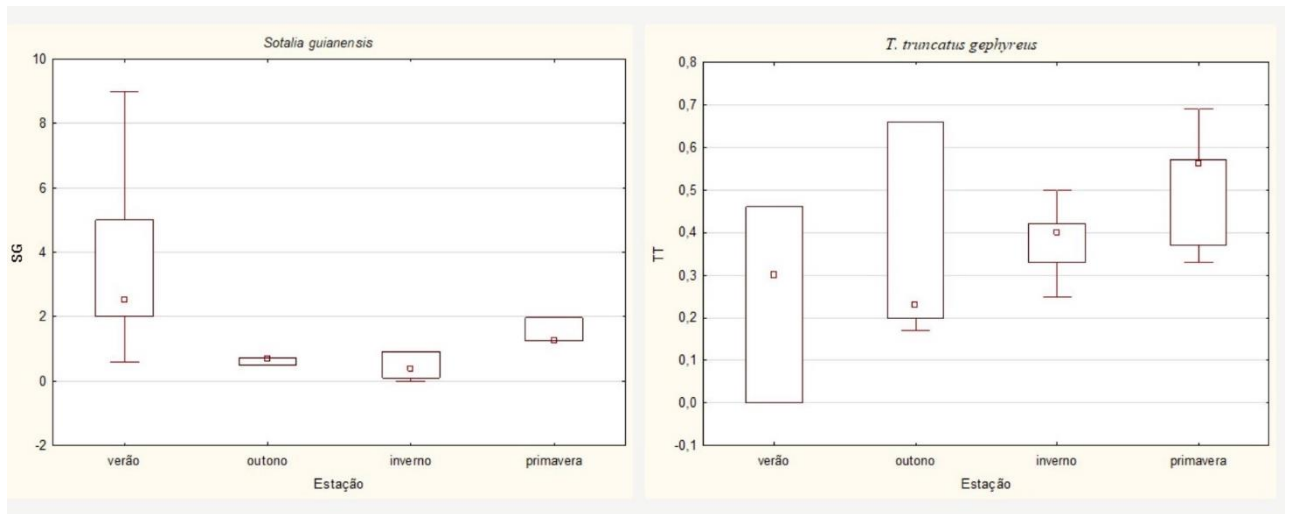 Sotalia guianensis
10
8
6
4
2
0
-2
SG
verão outono inverno primavera
Estação
T. truncatus gephyreus
0,8
0,7
0,6
0,5
0,4
0,3
0,2
0,1
0,0
-0,1
TT
verão outono inverno primavera
Estação